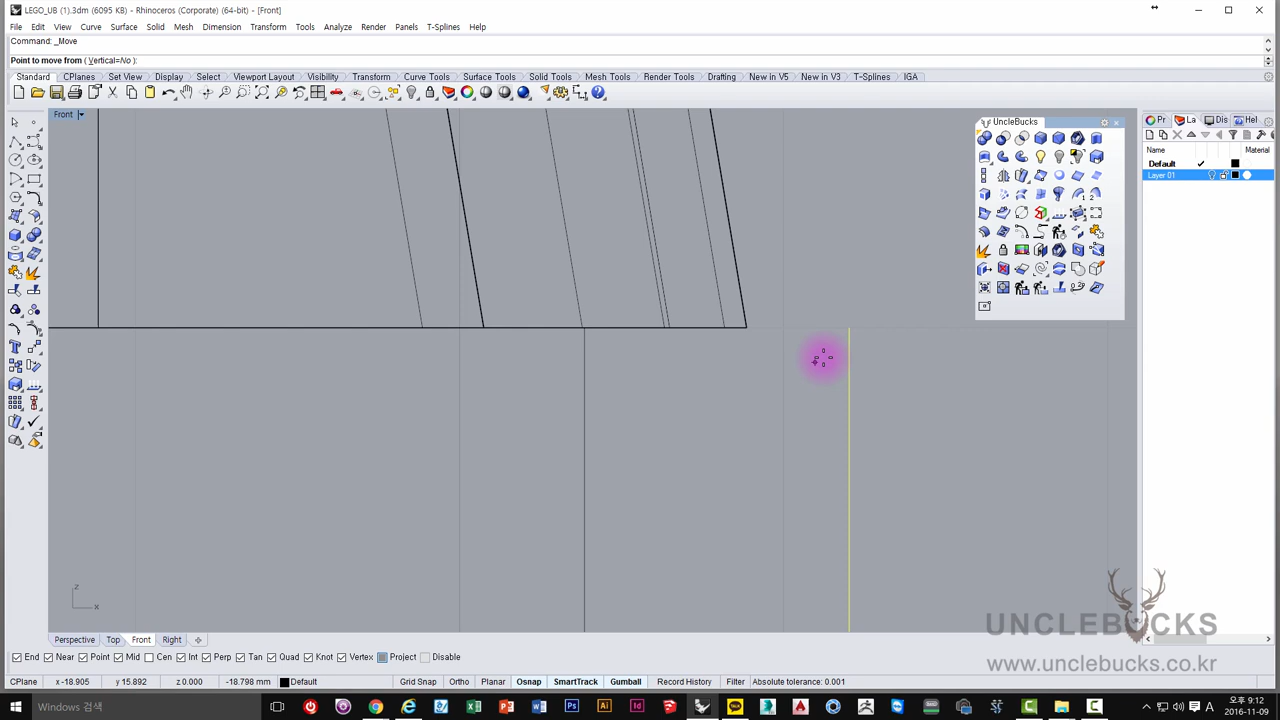 LEGO_UB (1).3dm (6095 KB) - Rhinoceros (Corporate) (64-bit) - [Front]
File Edit View Curve Surface Solid Mesh Dimension Transform Tools Analyze Render Panels T-Splines Help
Command: _Move
Point to move from ( Vertical=No ):
Standard CPlanes Set View Display Select Viewport Layout Visibility Transform Curve Tools Surface Tools Solid Tools Mesh Tools Render Tools Drafting New in V5 New in V3 T-Splines IGA
Front
UncleBucks
Pr La Dis Hel
Name Material
Default
Layer 01
z
x
UNCLEBUCKS
www.unclebucks.co.kr
Perspective Top Front Right
End Near Point Mid Cen Int Perp Tan Quad Knot Vertex Project Disable
CPlane x -18.905 y 15.892 z 0.000 -18.798 mm Default Grid Snap Ortho Planar Osnap SmartTrack Gumball Record History Filter Absolute tolerance: 0.001
Windows 검색
A
오후 9:12
2016-11-09